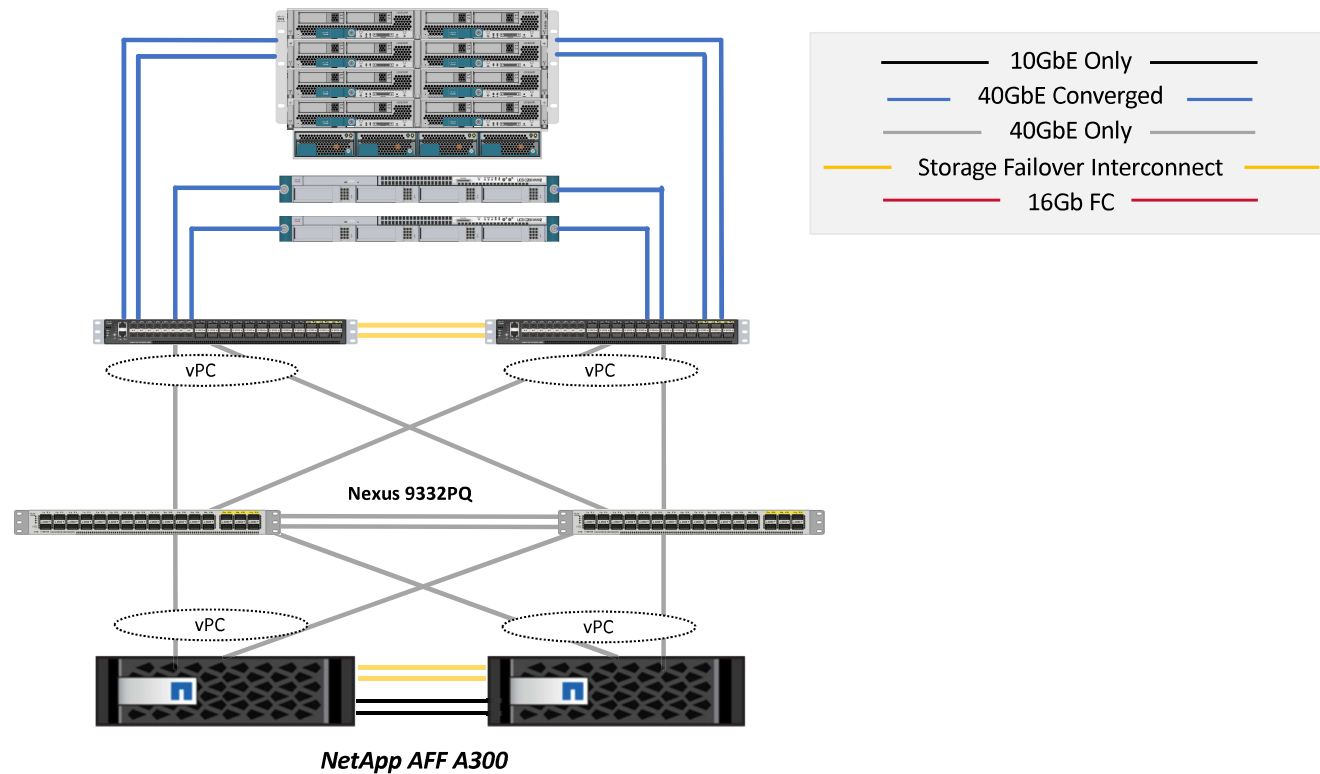 10GbE Only
40GbE Converged
40GbE Only
Storage Failover Interconnect
16Gb FC
vPC
vPC
Nexus 9332PQ
vPC
vPC
NetApp AFF A300